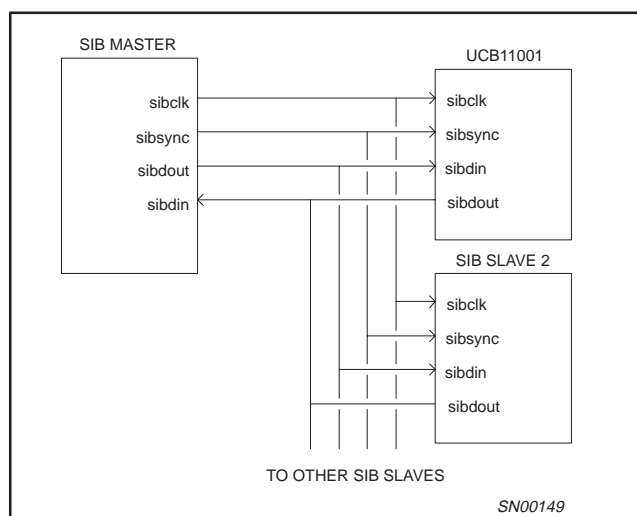 SIB MASTER
sibclk
sibsync
sibdout
sibdin
UCB11001
sibclk
sibsync
sibdin
sibdout
SIB SLAVE 2
sibclk
sibsync
sibdin
sibdout
TO OTHER SIB SLAVES
SN00149